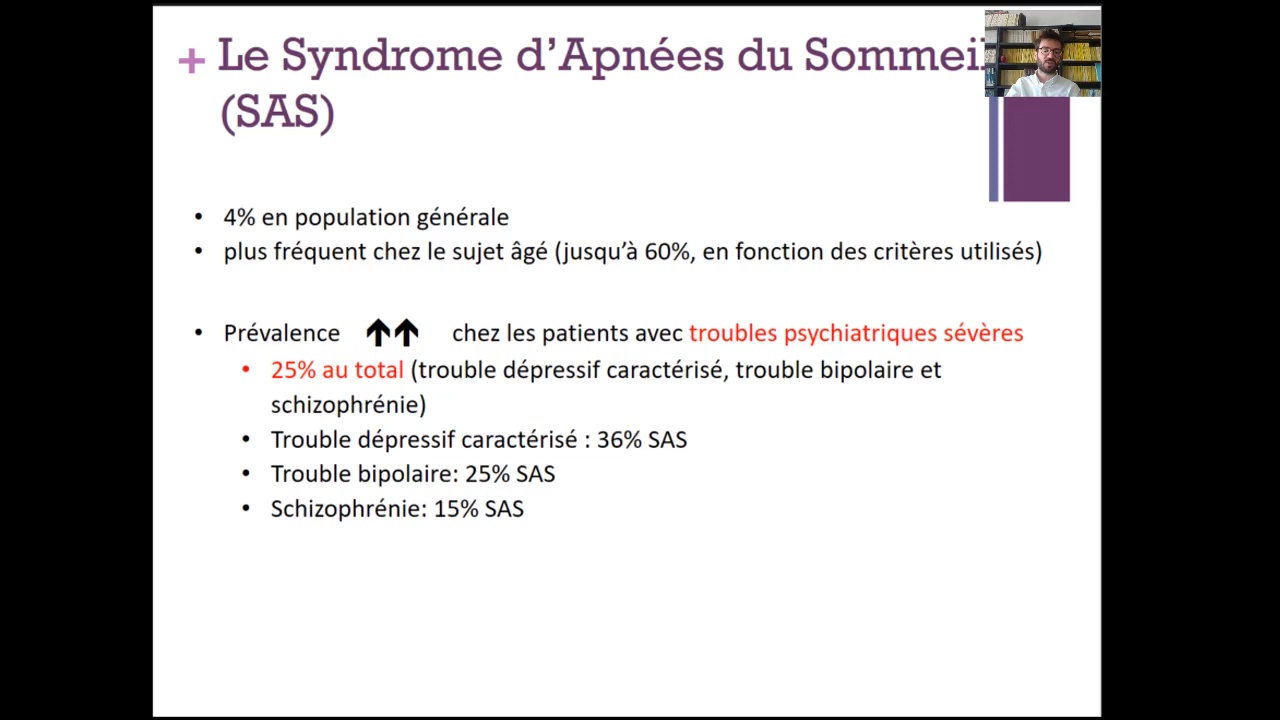 + Le Syndrome d’Apnées du Sommeil
(SAS)
• 4% en population générale
• plus fréquent chez le sujet âgé (jusqu’à 60%, en fonction des critères utilisés)
• Prévalence ⬆⬆ chez les patients avec troubles psychiatriques sévères
• 25% au total (trouble dépressif caractérisé, trouble bipolaire et
schizophrénie)
• Trouble dépressif caractérisé : 36% SAS
• Trouble bipolaire: 25% SAS
• Schizophrénie: 15% SAS